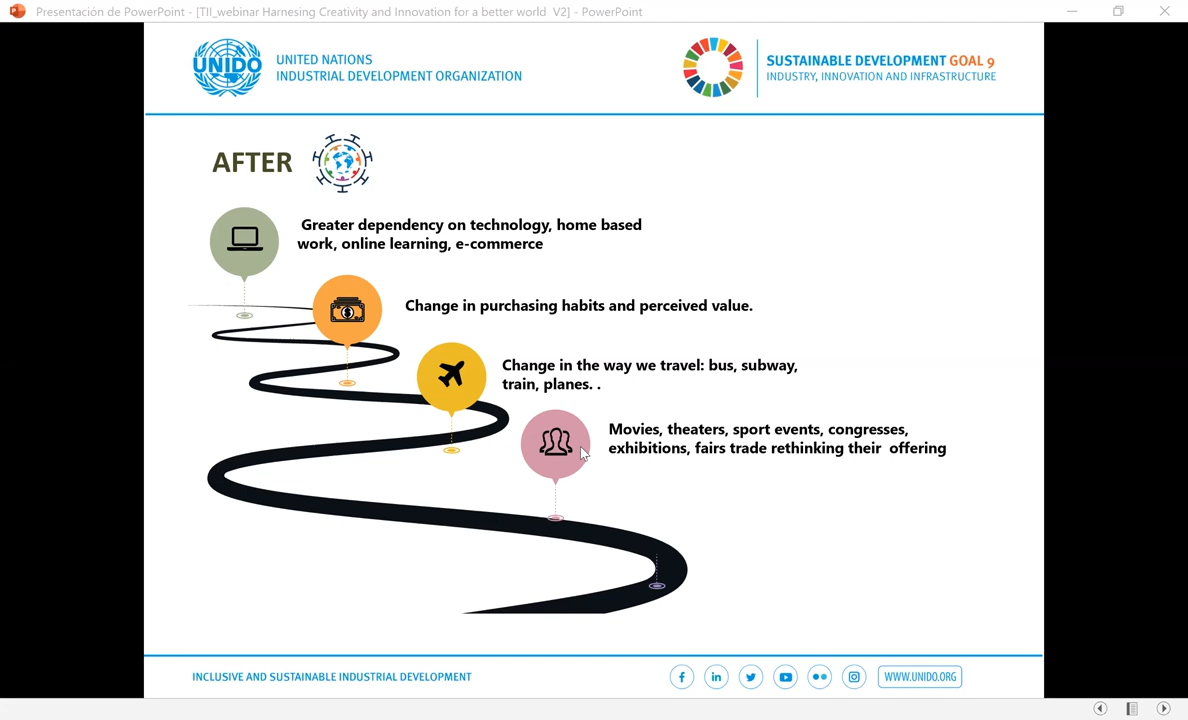 Presentación de PowerPoint - [TII_webinar Harnesing Creativity and Innovation for a better world  V2] - PowerPoint
UNIDO
UNITED NATIONS
INDUSTRIAL DEVELOPMENT ORGANIZATION
SUSTAINABLE DEVELOPMENT GOAL 9
INDUSTRY, INNOVATION AND INFRASTRUCTURE
AFTER
Greater dependency on technology, home based
work, online learning, e-commerce
Change in purchasing habits and perceived value.
Change in the way we travel: bus, subway,
train, planes. .
Movies, theaters, sport events, congresses,
exhibitions, fairs trade rethinking their  offering
INCLUSIVE AND SUSTAINABLE INDUSTRIAL DEVELOPMENT
WWW.UNIDO.ORG